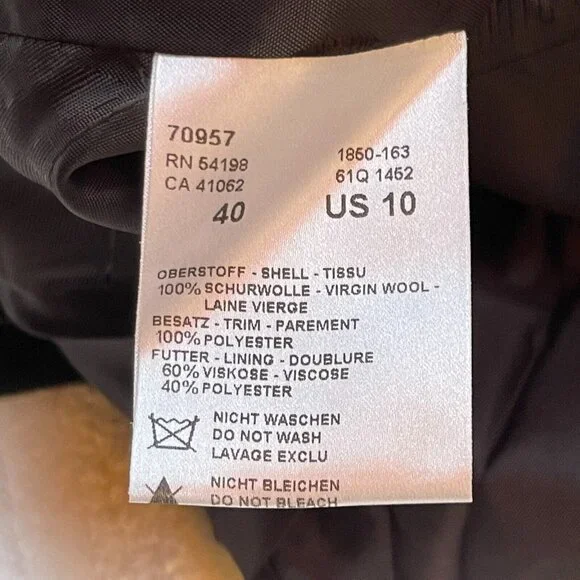 70957
RN 54198
CA 41062
40
1850-163
61Q 1452
US 10
OBERSTOFF - SHELL - TISSU
100% SCHURWOLLE - VIRGIN WOOL -
LAINE VIERGE
BESATZ - TRIM - PAREMENT
100% POLYESTER
FUTTER - LINING - DOUBLURE
60% VISKOSE - VISCOSE
40% POLYESTER
NICHT WASCHEN
DO NOT WASH
LAVAGE EXCLU
NICHT BLEICHEN
DO NOT BLEACH